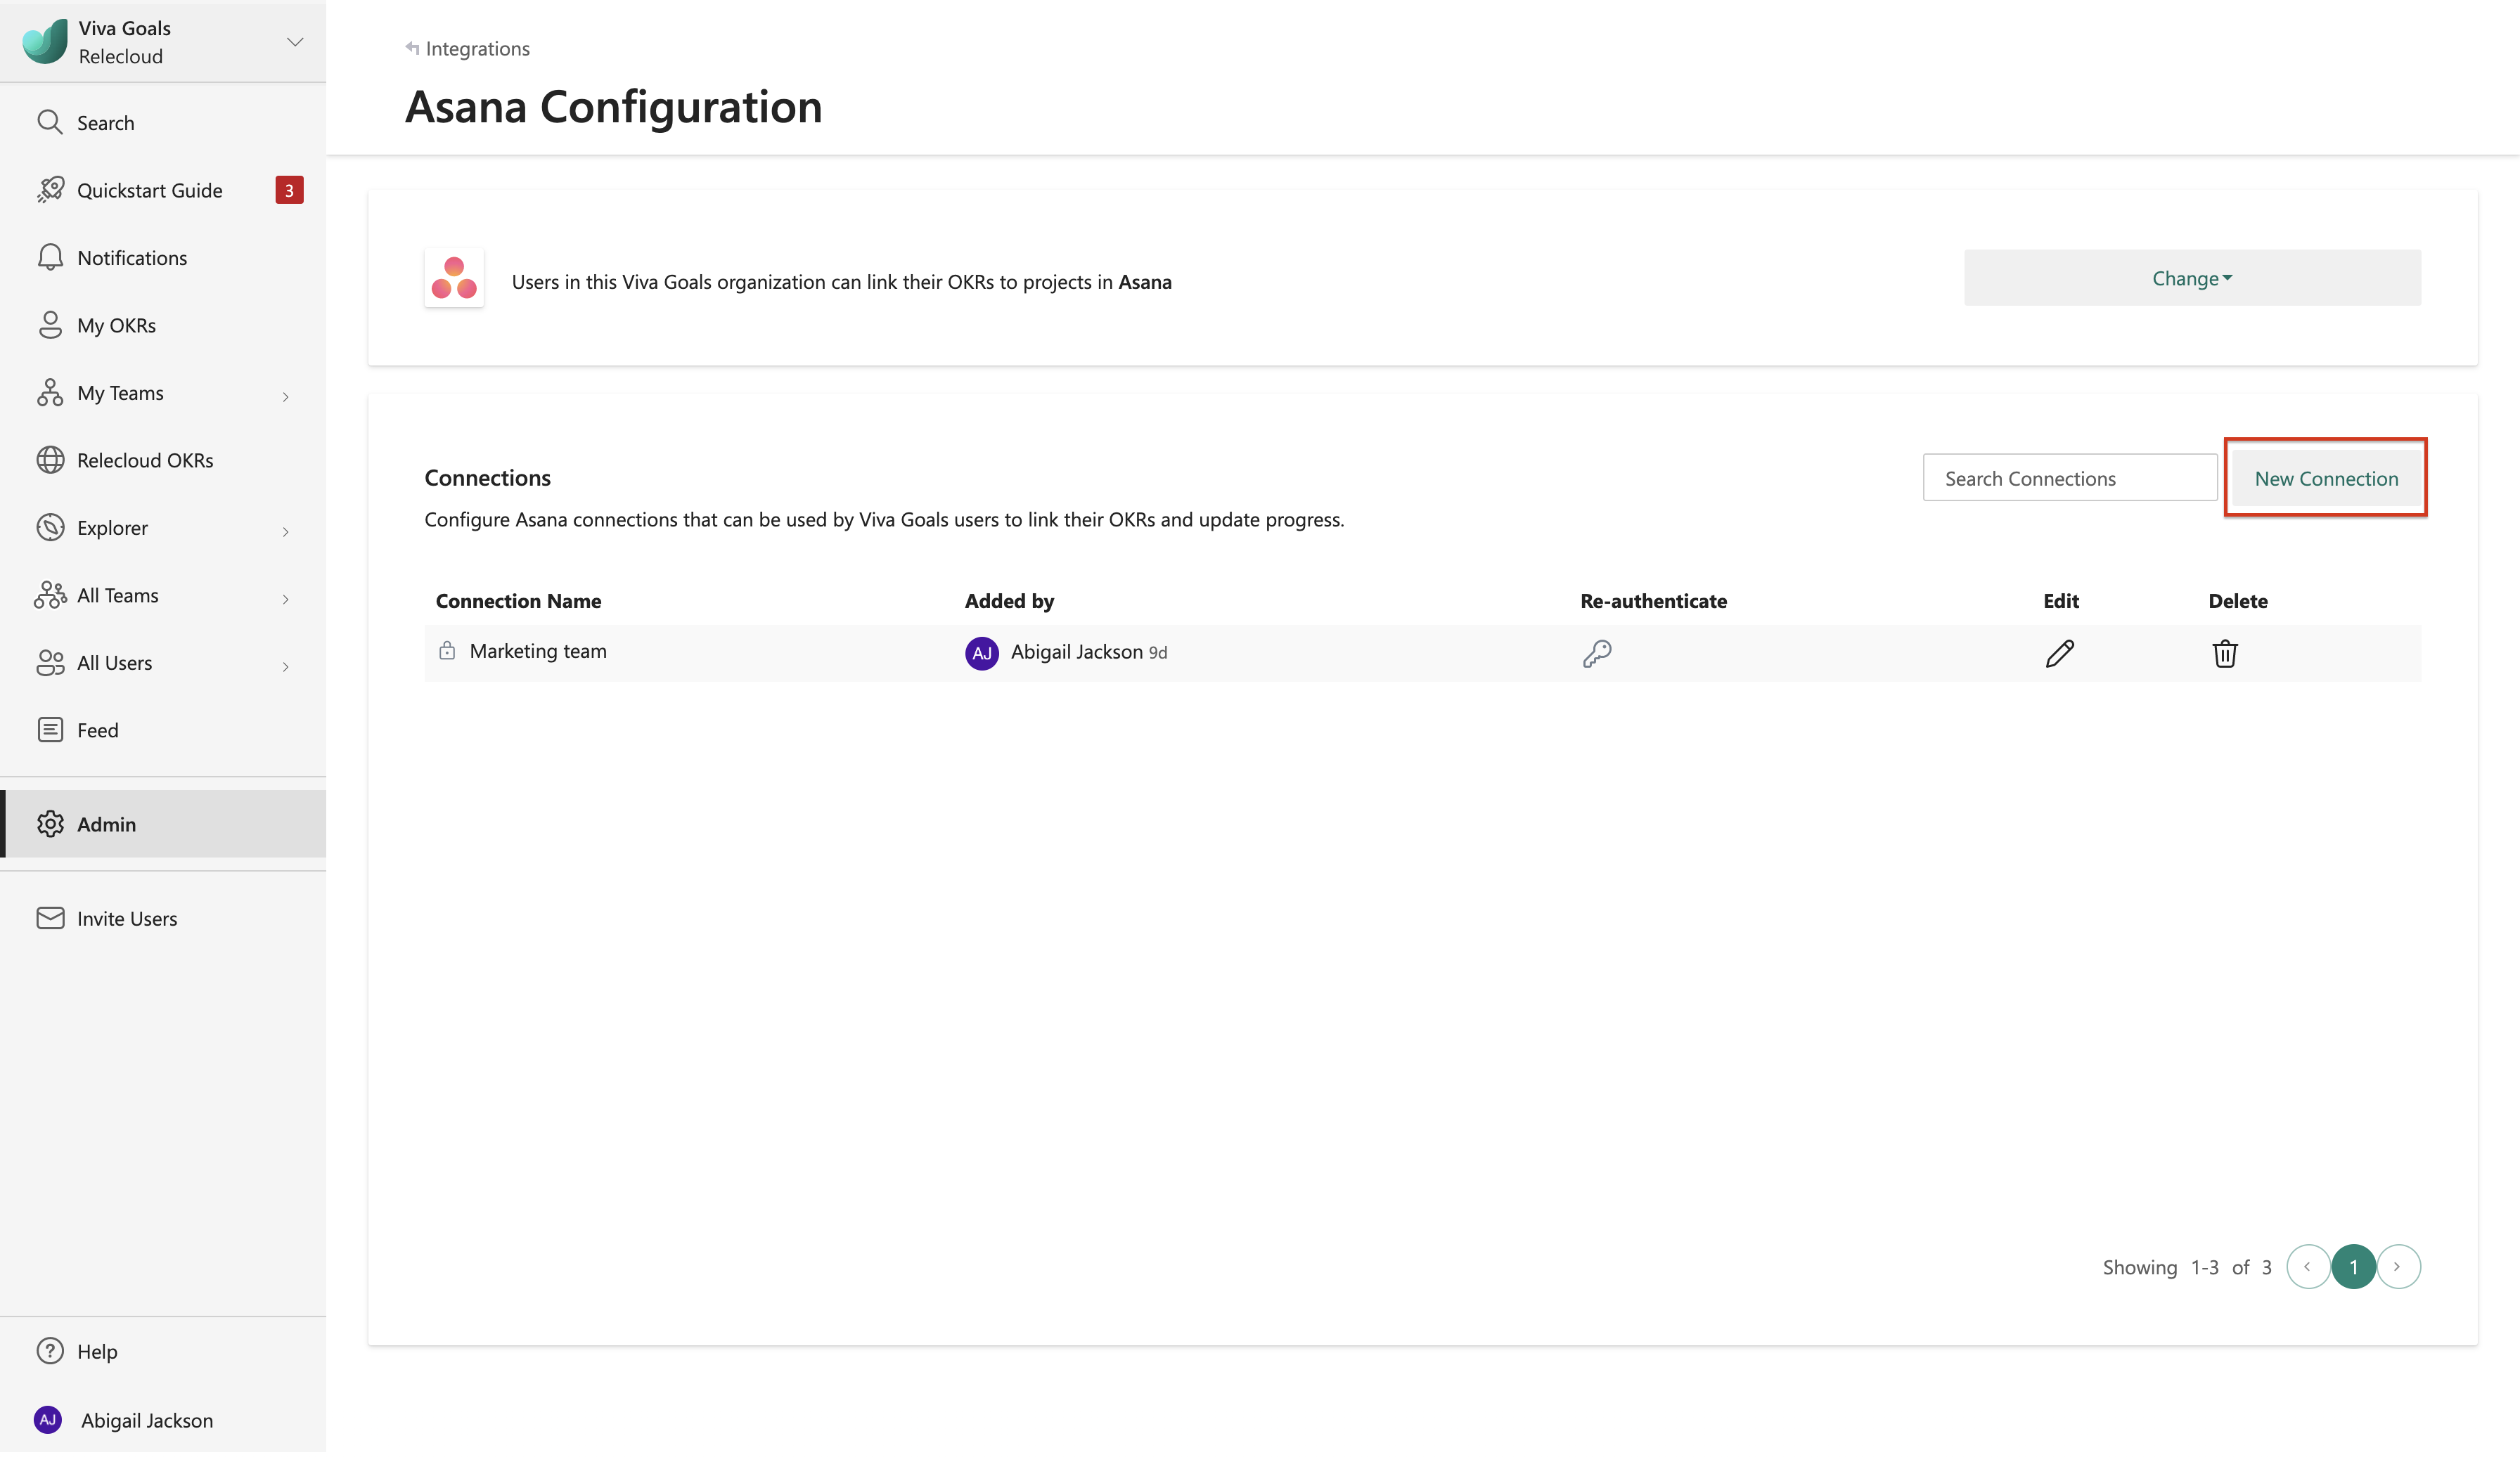 Viva Goals
Relecloud
Search
Quickstart Guide
3
Notifications
My OKRs
My Teams
Relecloud OKRs
Explorer
All Teams
All Users
Feed
Admin
Invite Users
Help
AJ
Abigail Jackson
Integrations
Asana Configuration
Users in this Viva Goals organization can link their OKRs to projects in Asana
Change
Connections
Search Connections
New Connection
Configure Asana connections that can be used by Viva Goals users to link their OKRs and update progress.
Connection Name Added by Re-authenticate Edit Delete
Marketing team AJ Abigail Jackson 9d
Showing 1-3 of 3 1